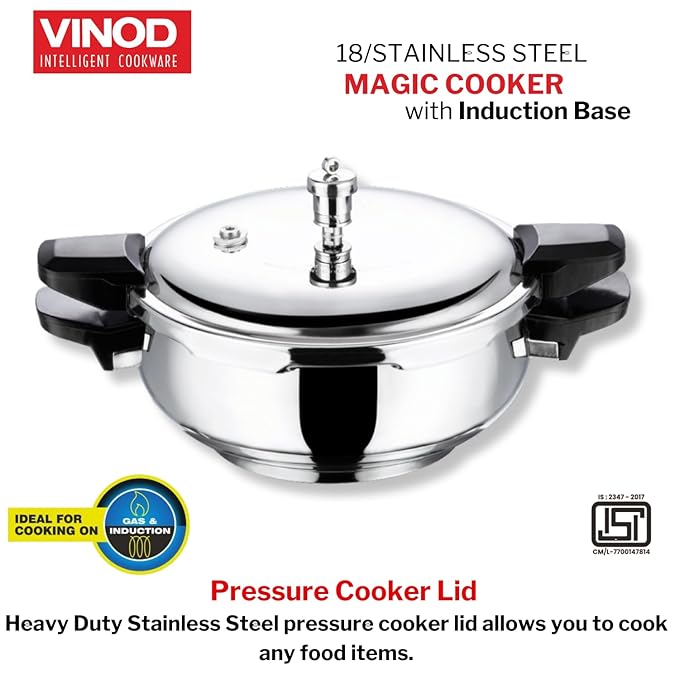 VINOD
INTELLIGENT COOKWARE
18/STAINLESS STEEL
MAGIC COOKER
with Induction Base
IDEAL FOR
COOKING ON
GAS &
INDUCTION
IS : 2347 - 2017
ISI
CM/L-7700147814
Pressure Cooker Lid
Heavy Duty Stainless Steel pressure cooker lid allows you to cook
any food items.